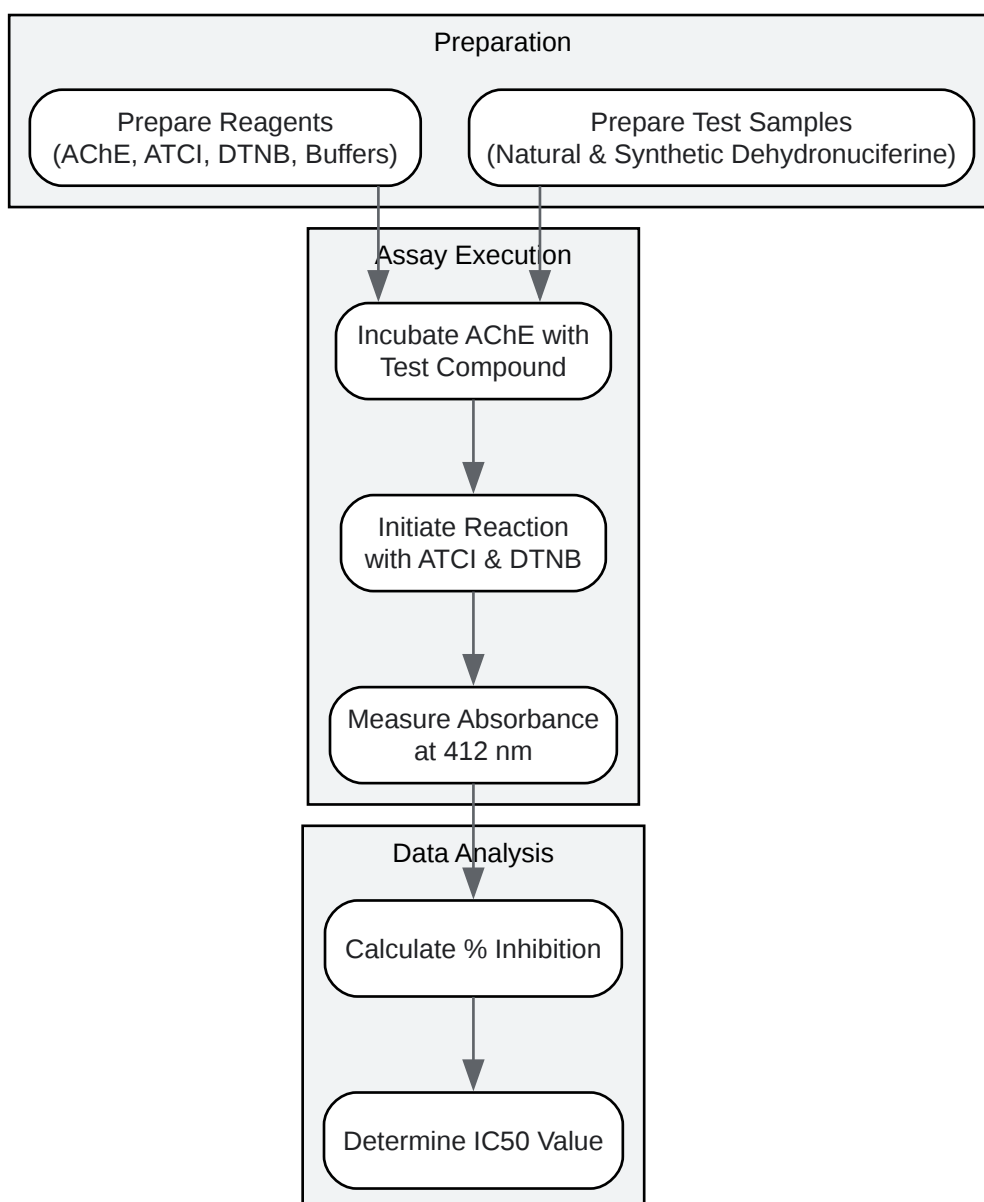 Preparation
Prepare Reagents
(AChE, ATCI, DTNB, Buffers)
Prepare Test Samples
(Natural & Synthetic Dehydronuciferine)
Assay Execution
Incubate AChE with
Test Compound
Initiate Reaction
with ATCI & DTNB
Measure Absorbance
at 412 nm
Data Analysis
Calculate % Inhibition
Determine IC50 Value